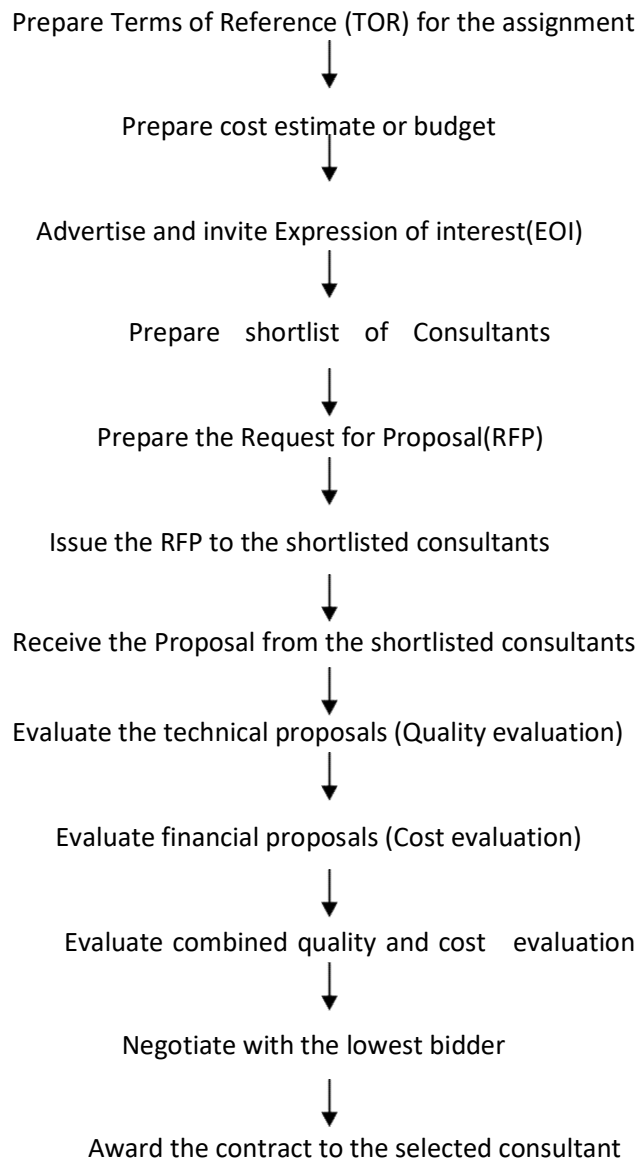 Prepare Terms of Reference (TOR) for the assignment
Prepare cost estimate or budget
Advertise and invite Expression of interest(EOI)
Prepare shortlist of Consultants
Prepare the Request for Proposal(RFP)
Issue the RFP to the shortlisted consultants
Receive the Proposal from the shortlisted consultants
Evaluate the technical proposals (Quality evaluation)
Evaluate financial proposals (Cost evaluation)
Evaluate combined quality and cost evaluation
Negotiate with the lowest bidder
Award the contract to the selected consultant